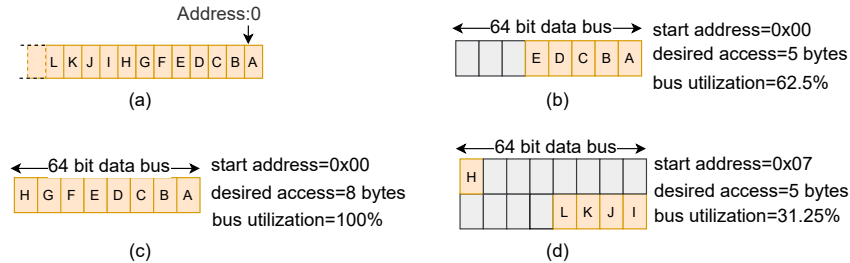 Address:0
L K J I H G F E D C B A
(a)
64 bit data bus
start address=0x00
desired access=5 bytes
bus utilization=62.5%
E D C B A
(b)
64 bit data bus
start address=0x00
desired access=8 bytes
bus utilization=100%
H G F E D C B A
(c)
64 bit data bus
start address=0x07
desired access=5 bytes
bus utilization=31.25%
H
L K J I
(d)